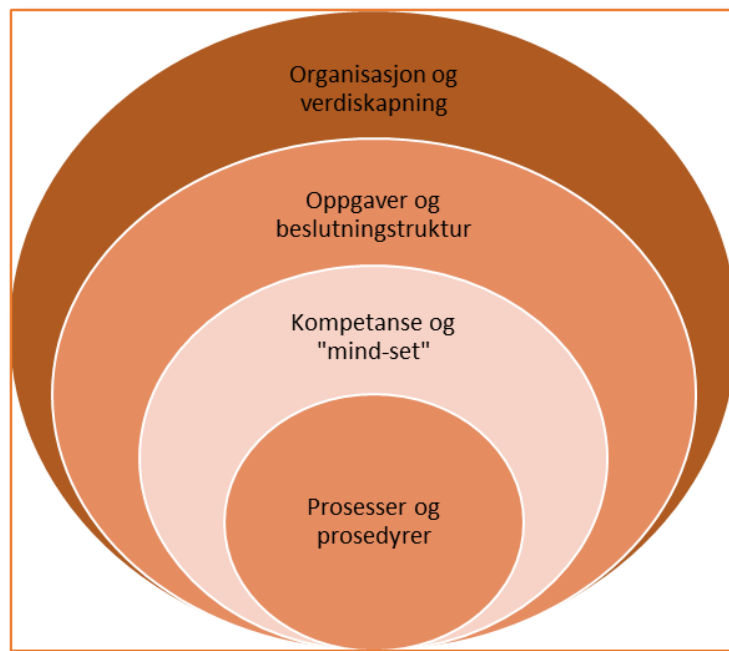 Organisasjon og
verdiskapning
Oppgaver og
beslutningstruktur
Kompetanse og
"mind-set"
Prosesser og
prosedyrer